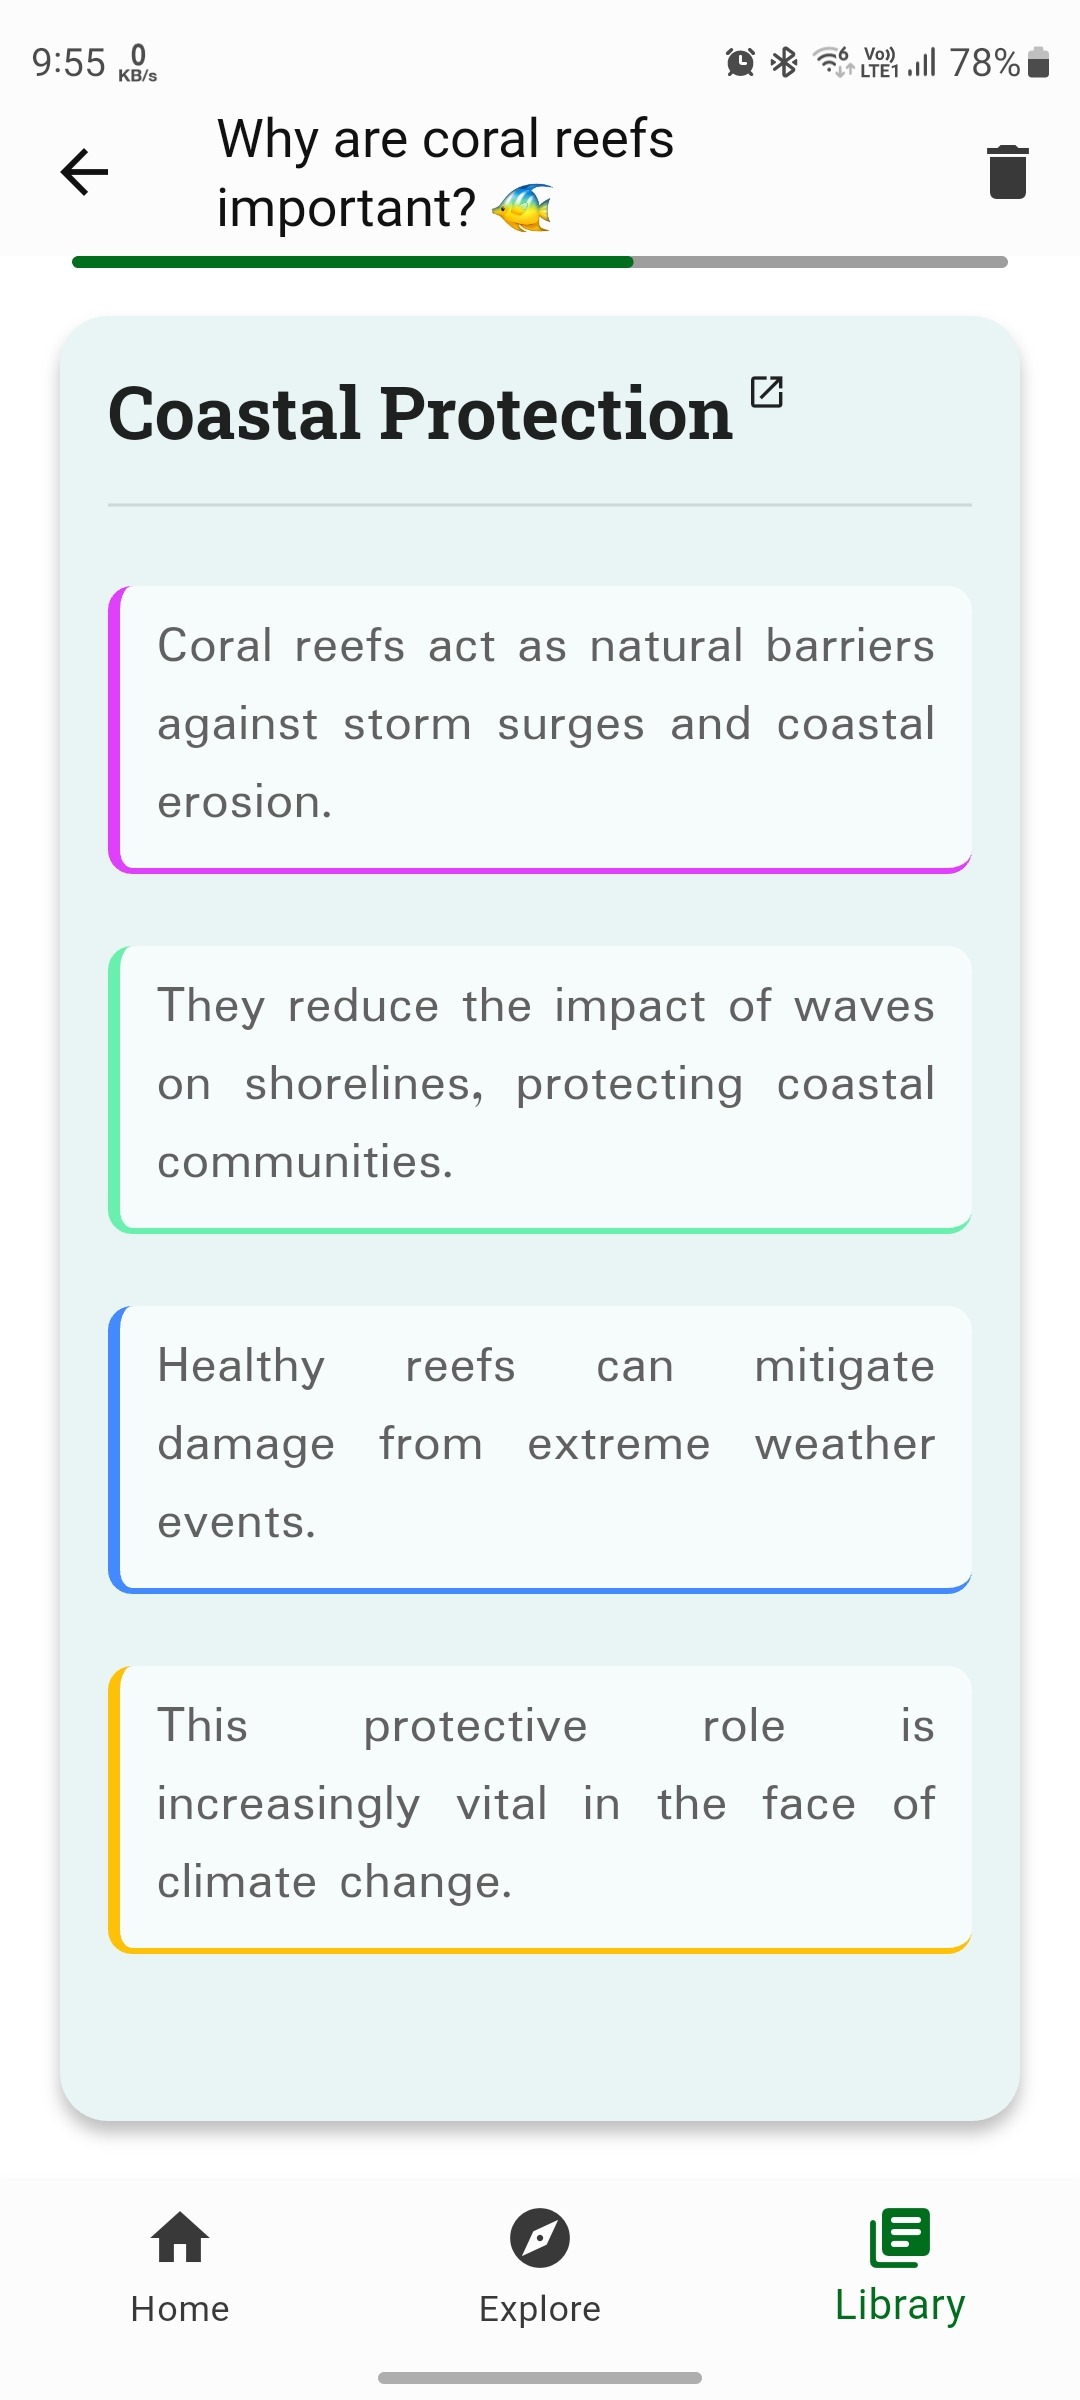 9:55 0 KB/s 6 Vo)) LTE1 78%
Why are coral reefs
important? 🐠
Coastal Protection
Coral reefs act as natural barriers
against storm surges and coastal
erosion.
They reduce the impact of waves
on shorelines, protecting coastal
communities.
Healthy reefs can mitigate
damage from extreme weather
events.
This protective role is
increasingly vital in the face of
climate change.
Home Explore Library